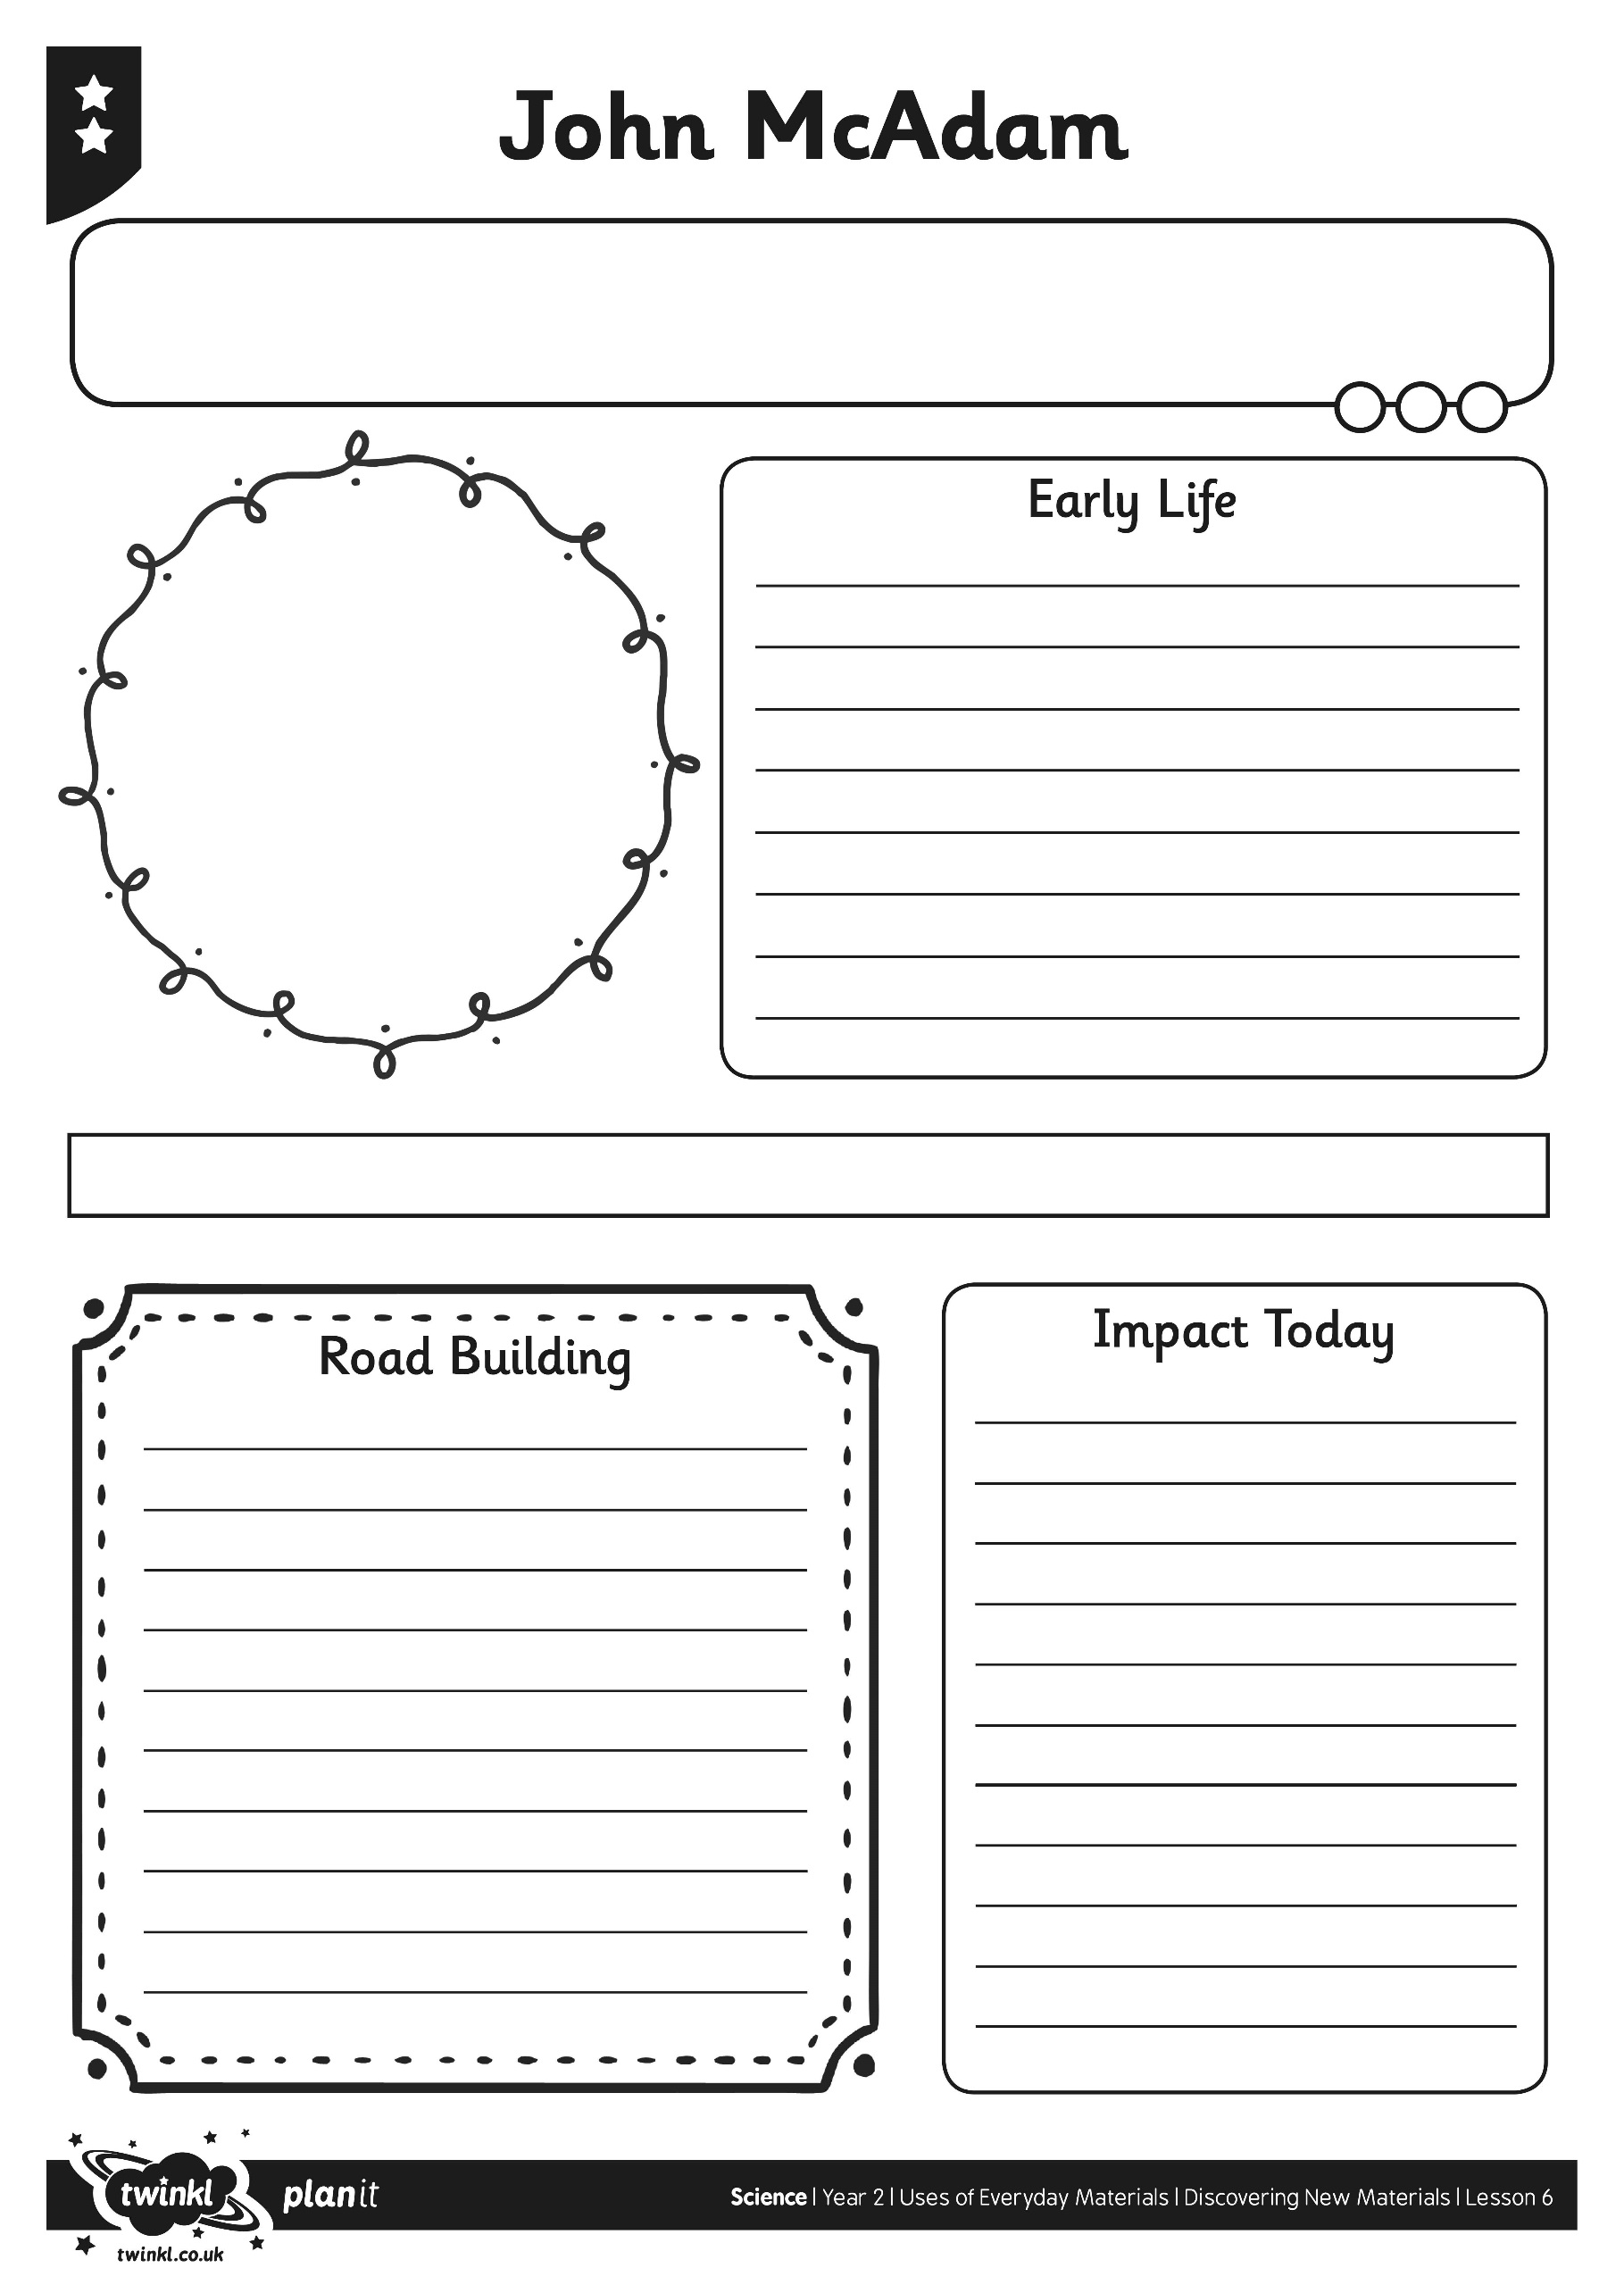 John McAdam
Early Life
Road Building
Impact Today
twinkl planit
Science | Year 2 | Uses of Everyday Materials | Discovering New Materials | Lesson 6
twinkl.co.uk